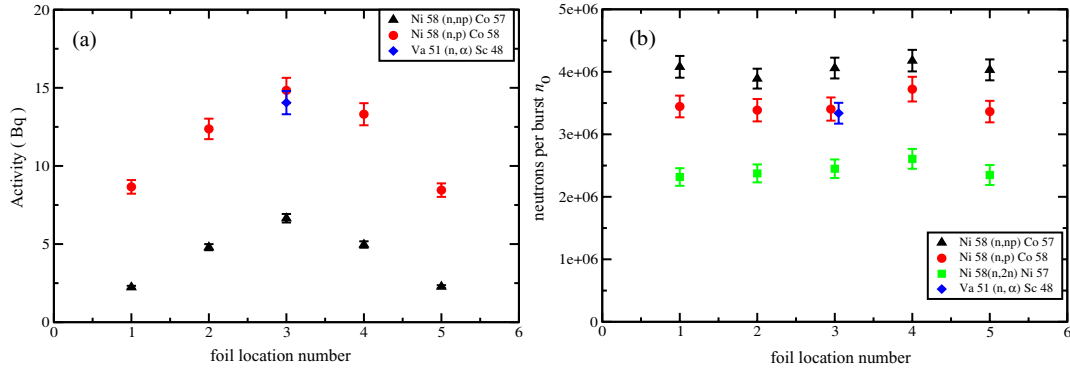 (a)
Ni 58 (n,np) Co 57
Ni 58 (n,p) Co 58
Va 51 (n, α) Sc 48
20
15
10
5
0
Activity ( Bq )
0 1 2 3 4 5 6
foil location number
(b)
5e+06
4e+06
3e+06
2e+06
1e+06
0
neutrons per burst n₀
Ni 58 (n,np) Co 57
Ni 58 (n,p) Co 58
Ni 58(n,2n) Ni 57
Va 51 (n, α) Sc 48
0 1 2 3 4 5 6
foil location number